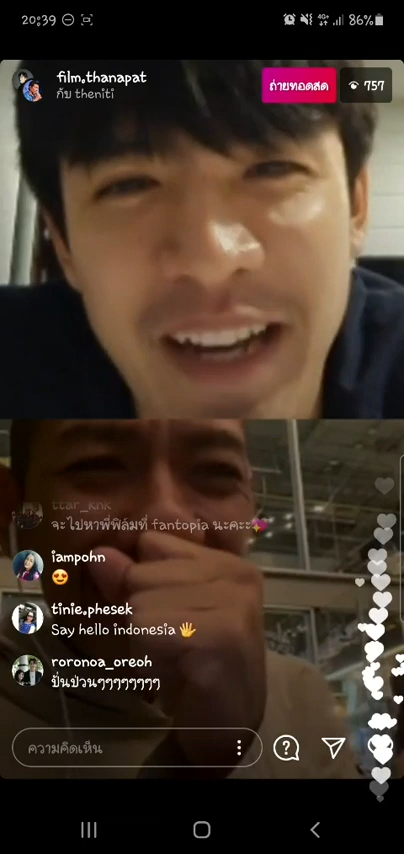 20:39
4G+
86%
film.thanapat
กับ theniti
ถ่ายทอดสด
757
ttar_knk
จะไปหาพี่ฟิล์มที่ fantopia นะคะะ💖
iampohn
😍
tinie.phesek
Say hello indonesia 🖐
roronoa_oreoh
ปั่นป่วนๆๆๆๆๆๆๆๆ
ความคิดเห็น